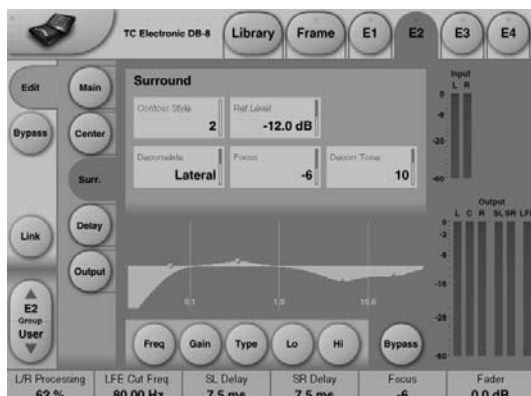 TC Electronic DB-8
Library
Frame
E1
E2
E3
E4
Edit
Bypass
Link
E2
Group
User
Main
Center
Surr.
Delay
Output
Surround
Contour Style
2
Ref.Level
-12.0 dB
Decorrelate
Lateral
Focus
-6
Decorr Tone
10
0.1
1.0
10.0
Freq
Gain
Type
Lo
Hi
Bypass
Input
L R
0
-20
-60
Output
L C R SL SR LFE
0
-3
-20
-60
L/R Processing
62 %
LFE Cut Freq.
80.00 Hz
SL Delay
7.5 ms
SR Delay
7.5 ms
Focus
-6
Fader
0.0 dB